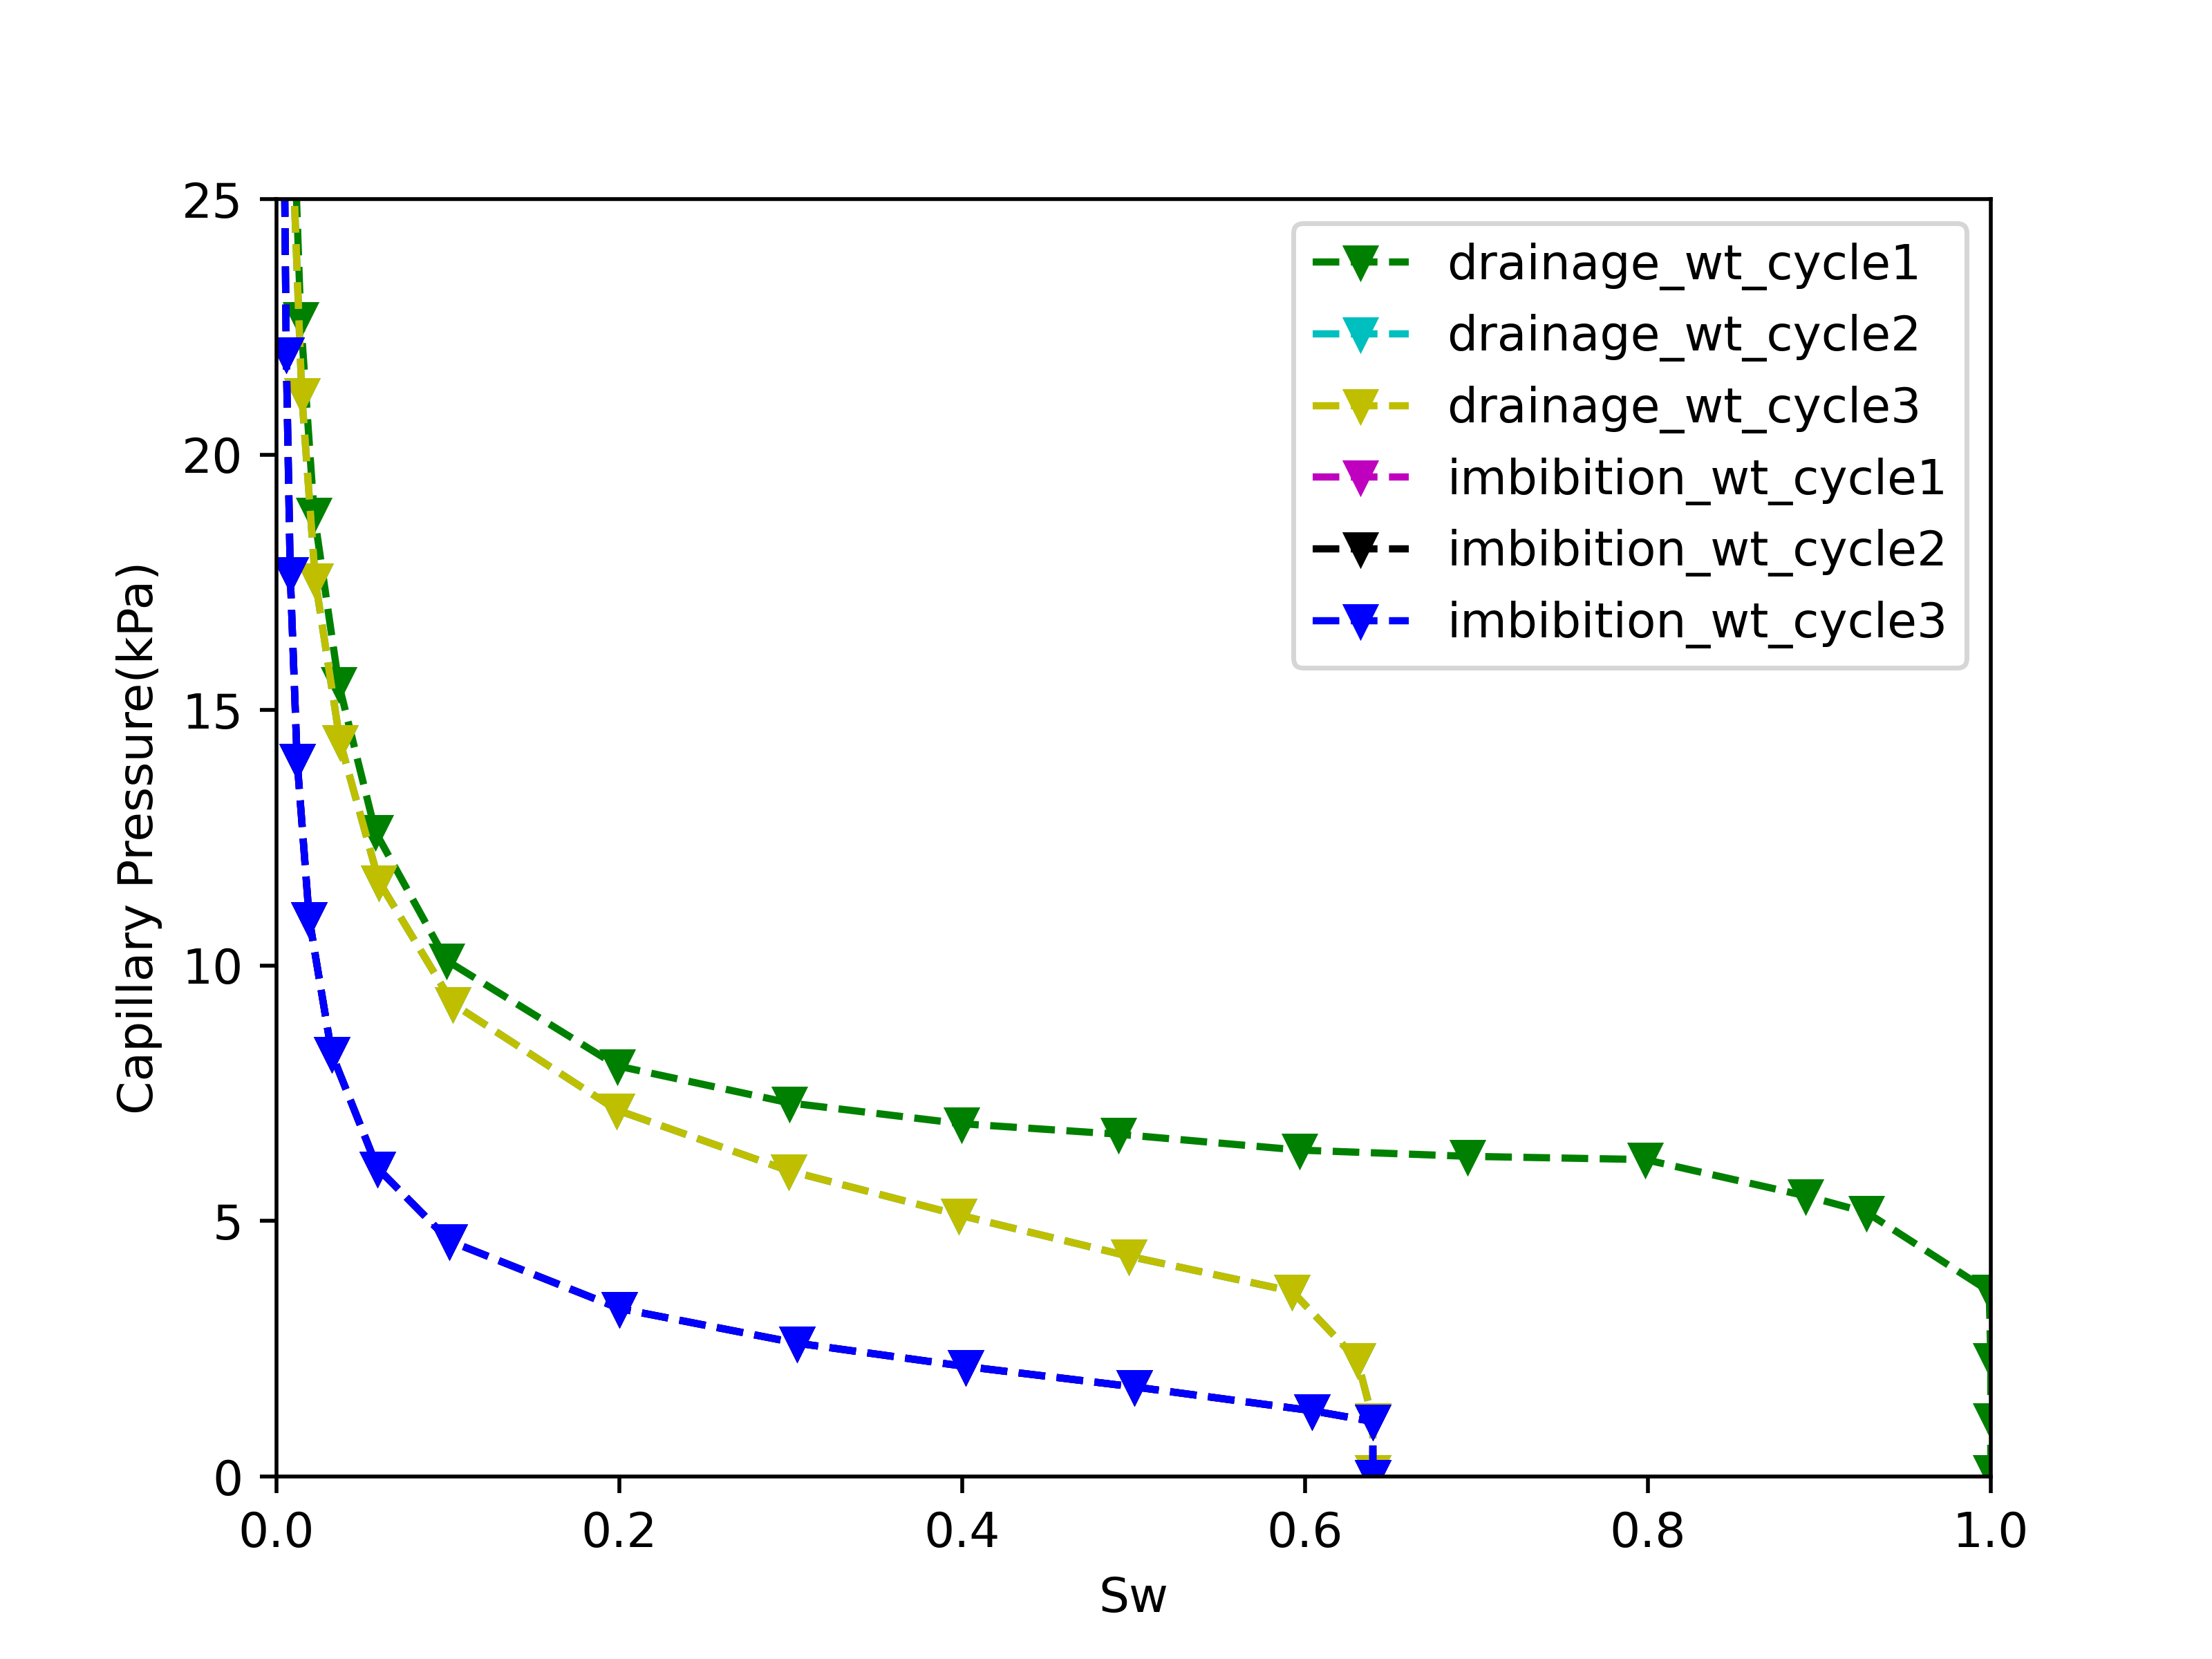 25
20
15
10
5
0
Capillary Pressure(kPa)
drainage_wt_cycle1
drainage_wt_cycle2
drainage_wt_cycle3
imbibition_wt_cycle1
imbibition_wt_cycle2
imbibition_wt_cycle3
0.0 0.2 0.4 0.6 0.8 1.0
Sw